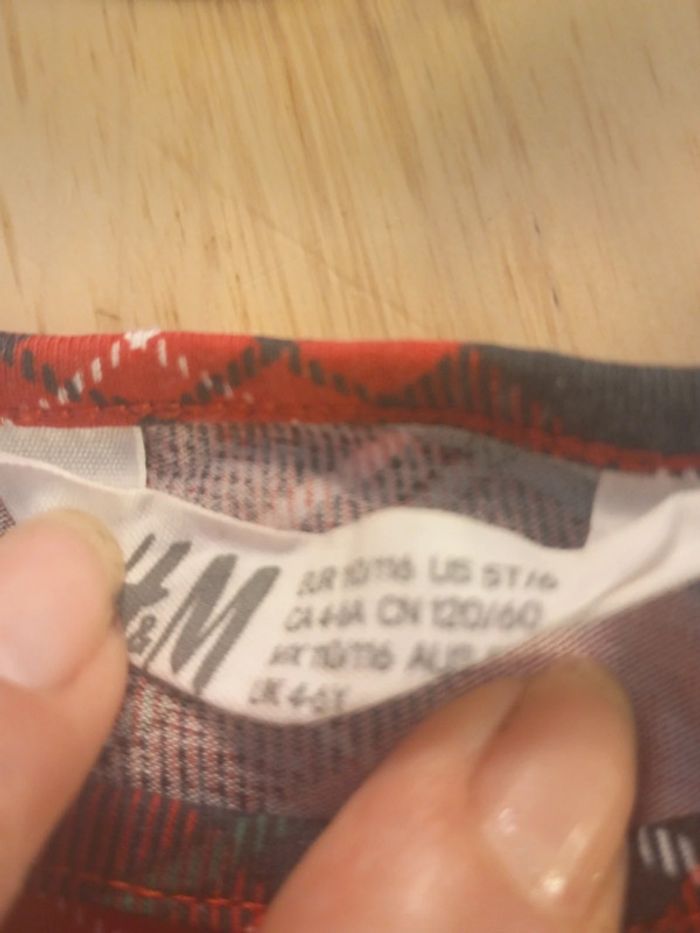 H&M
EUR 110/116 US 5T/6
CA 4-6A CN 120/60
MX 110/116 AUS
UK 4-6Y